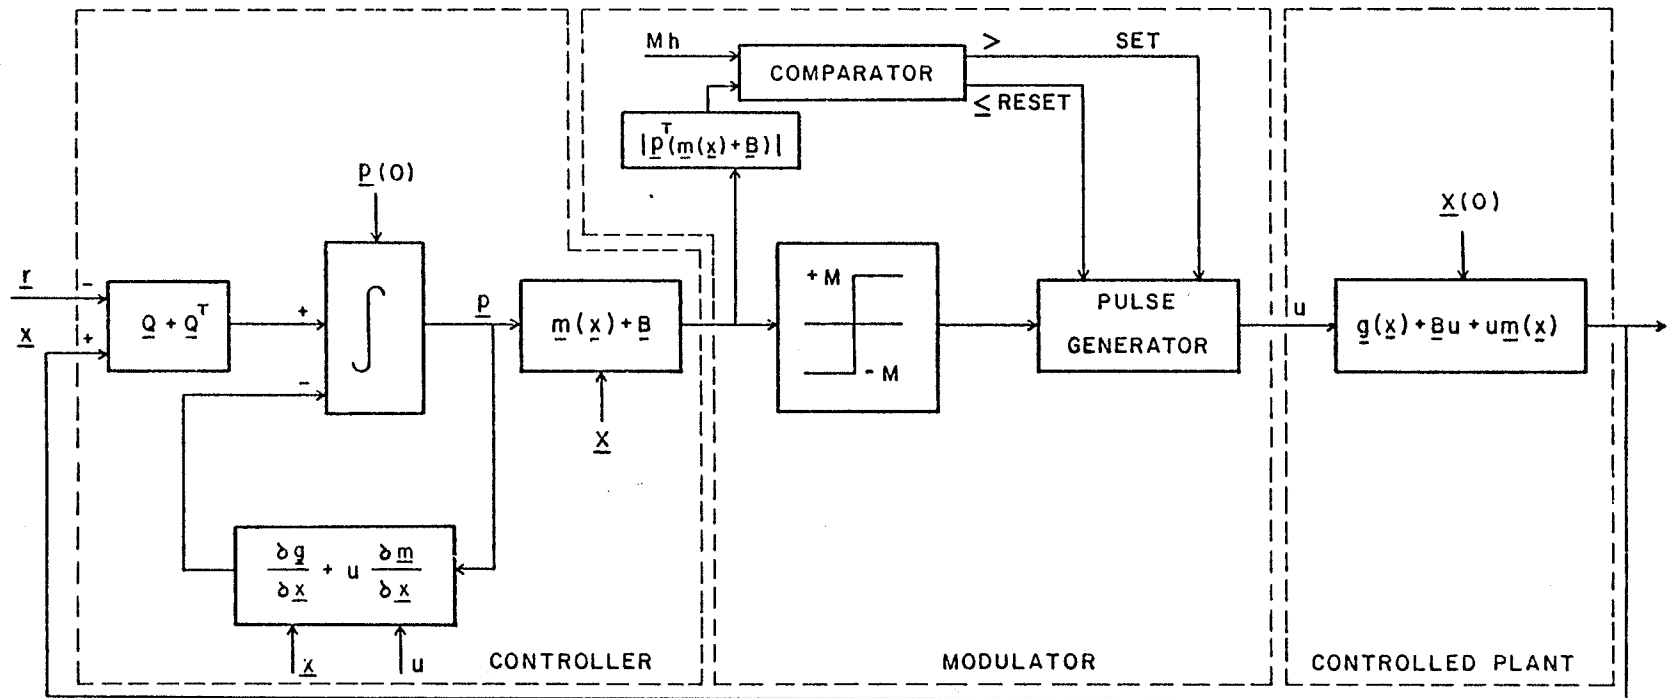 Mh
>
SET
COMPARATOR
≤ RESET
|p^T(m(x)+B)|
p(0)
x(0)
r
-
Q + Q^T
+
∫
p
m(x)+B
+M
-M
PULSE
GENERATOR
u
g(x)+Bu+um(x)
x
+
-
x
∂g/∂x + u ∂m/∂x
x
u
CONTROLLER
MODULATOR
CONTROLLED PLANT